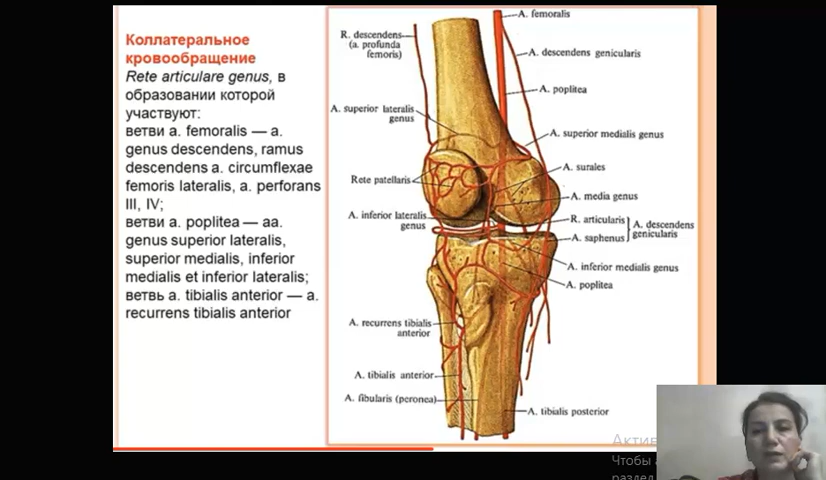 Коллатеральное
кровообращение
Rete articulare genus, в
образовании которой
участвуют:
ветви a. femoralis — a.
genus descendens, ramus
descendens a. circumflexae
femoris lateralis, a. perforans
III, IV;
ветви a. poplitea — aa.
genus superior lateralis,
superior medialis, inferior
medialis et inferior lateralis;
ветвь a. tibialis anterior — a.
recurrens tibialis anterior
A. femoralis
R. descendens
(a. profunda
femoris)
A. descendens genicularis
A. poplitea
A. superior lateralis
genus
A. superior medialis genus
A. surales
Rete patellaris
A. media genus
A. inferior lateralis
genus
R. articularis
A. saphenus
A. descendens
genicularis
A. inferior medialis genus
A. poplitea
A. recurrens tibialis
anterior
A. tibialis anterior
A. fibularis (peronea)
A. tibialis posterior
Чтобы